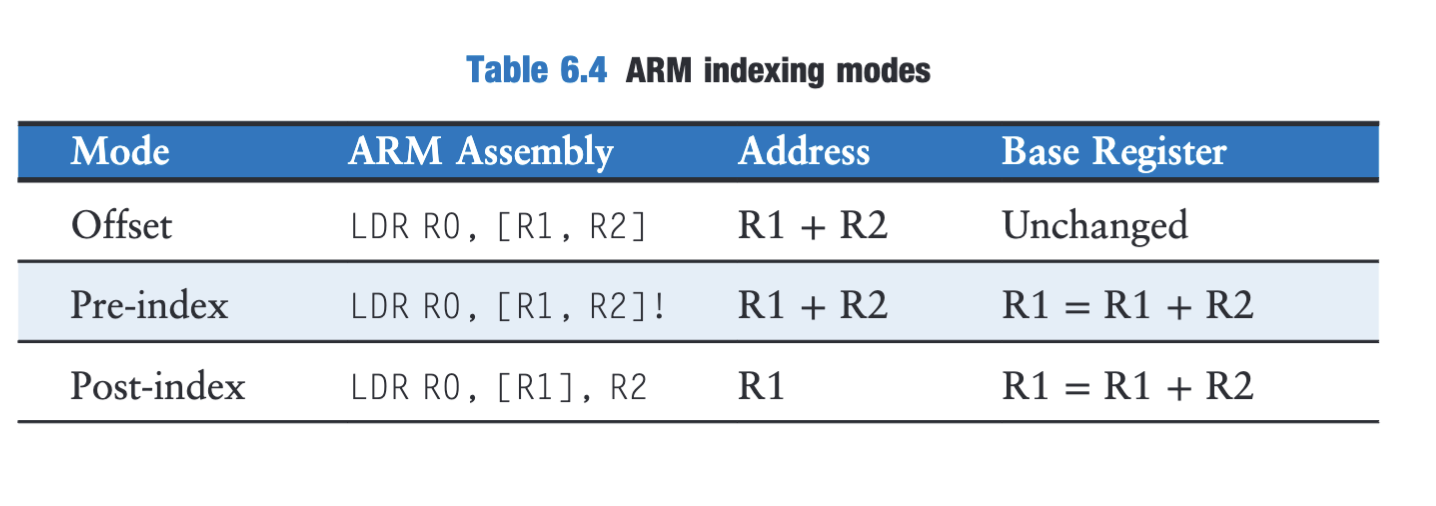 Table 6.4 ARM indexing modes
Mode ARM Assembly Address Base Register
Offset LDR R0, [R1, R2] R1 + R2 Unchanged
Pre-index LDR R0, [R1, R2]! R1 + R2 R1 = R1 + R2
Post-index LDR R0, [R1], R2 R1 R1 = R1 + R2